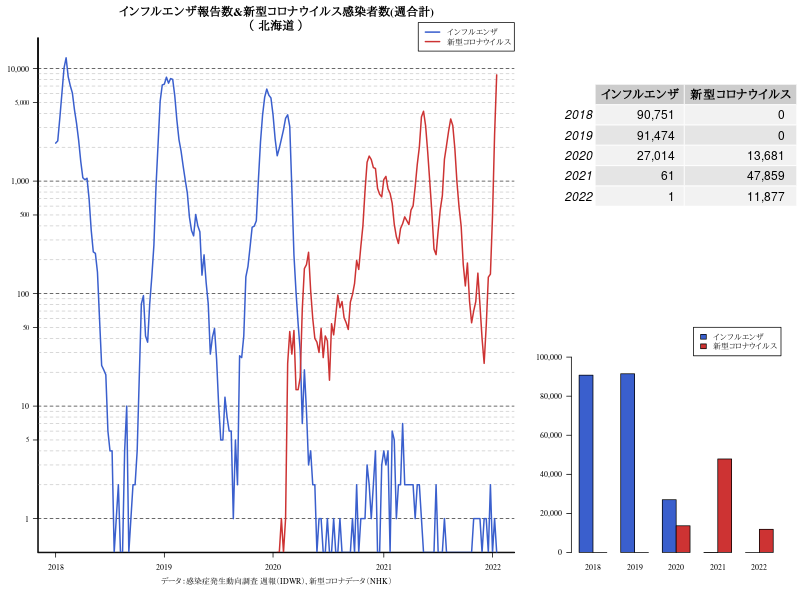 インフルエンザ報告数&新型コロナウイルス感染者数(週合計)
( 北海道 )
インフルエンザ
新型コロナウイルス
10,000
5,000
1,000
500
100
50
10
5
1
2018 2019 2020 2021 2022
データ:感染症発生動向調査 週報(IDWR)、新型コロナデータ(NHK)
インフルエンザ 新型コロナウイルス
2018 90,751 0
2019 91,474 0
2020 27,014 13,681
2021 61 47,859
2022 1 11,877
インフルエンザ
新型コロナウイルス
100,000
80,000
60,000
40,000
20,000
0
2018 2019 2020 2021 2022